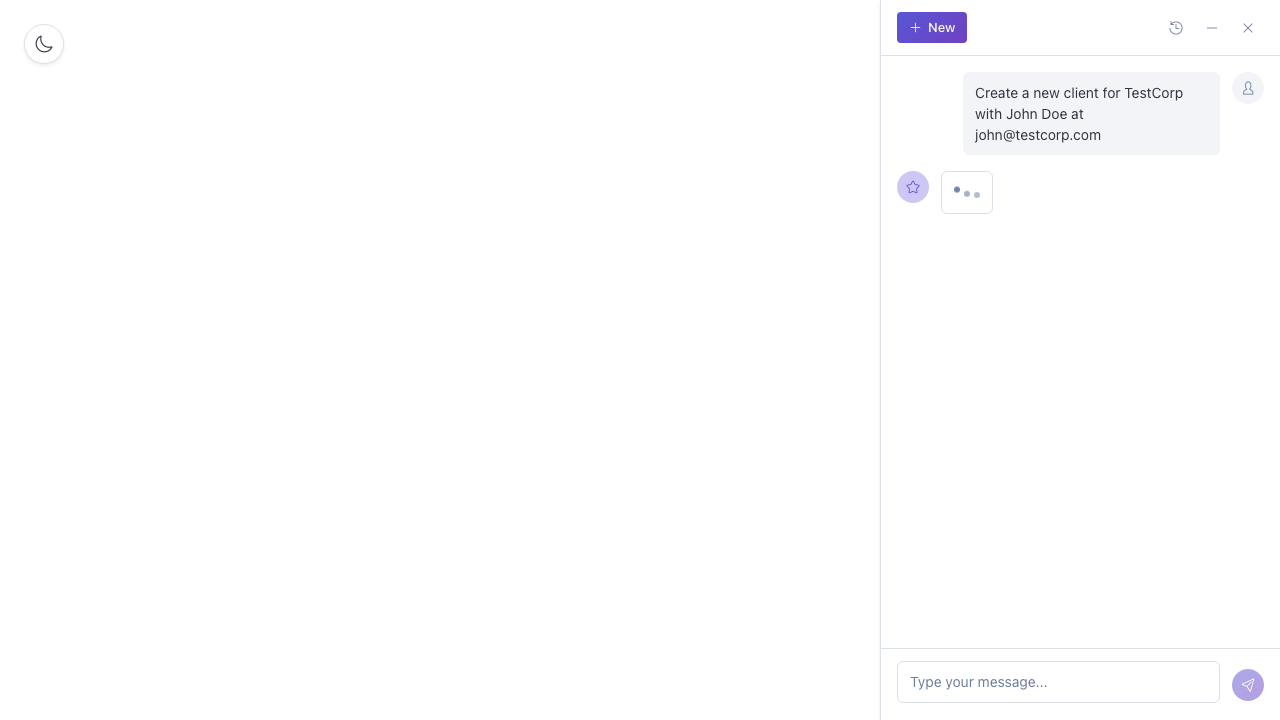 New
Create a new client for TestCorp
with John Doe at
john@testcorp.com
Type your message...